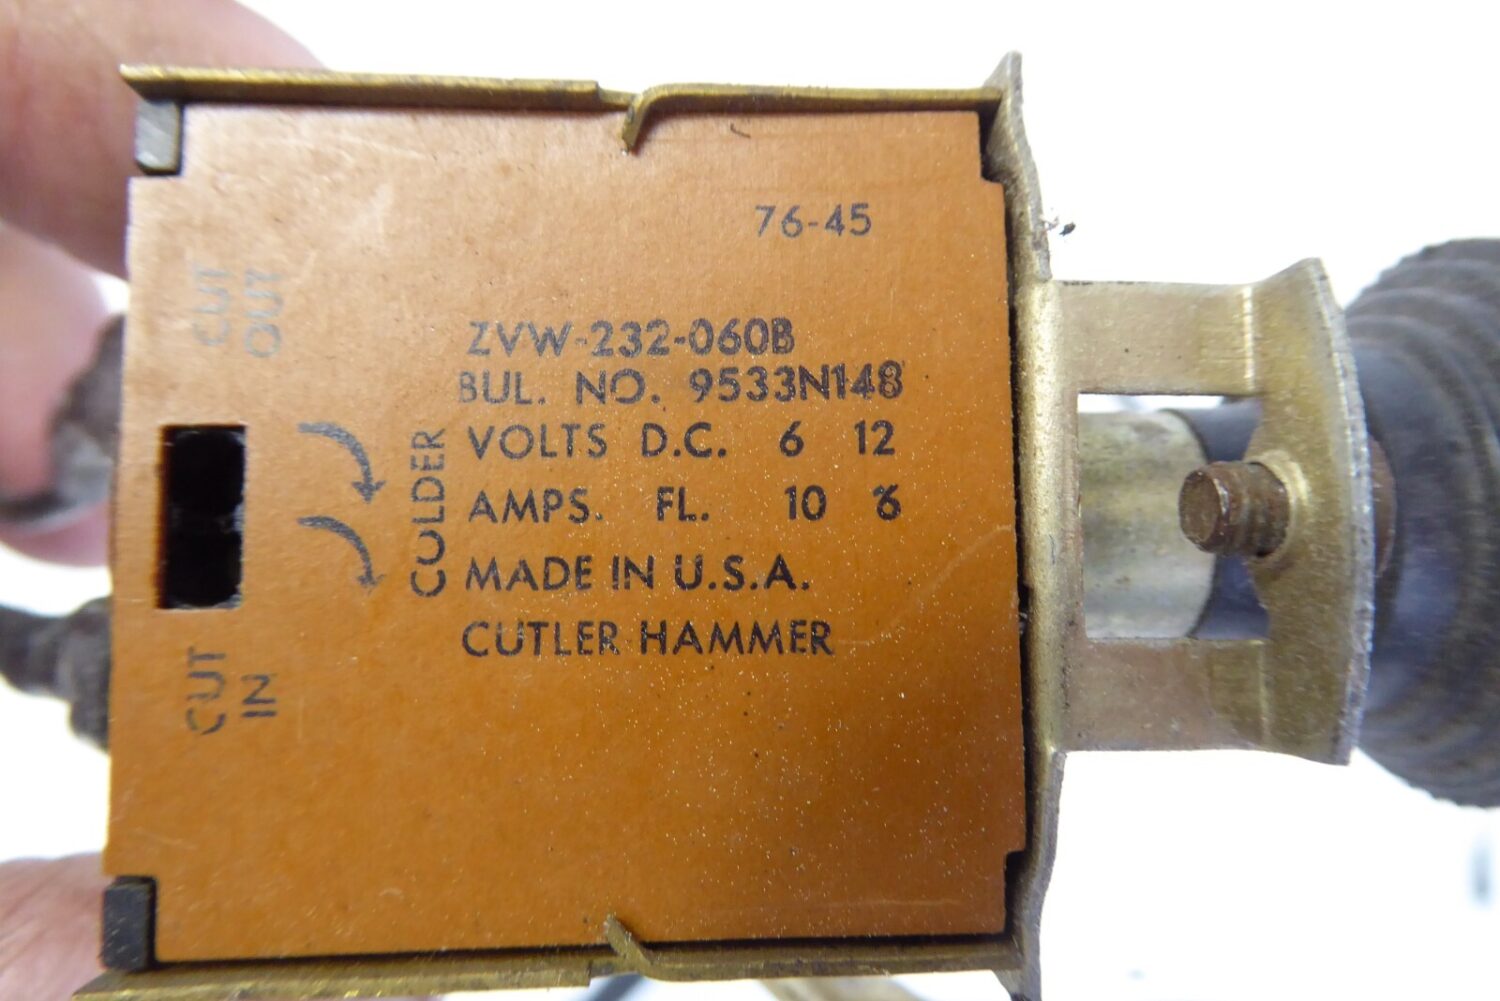 76-45
CUT
OUT
ZVW-232-060B
BUL. NO. 9533N148
VOLTS D.C. 6 12
AMPS. FL. 10 6
MADE IN U.S.A.
CUTLER HAMMER
COLDER
CUT
IN